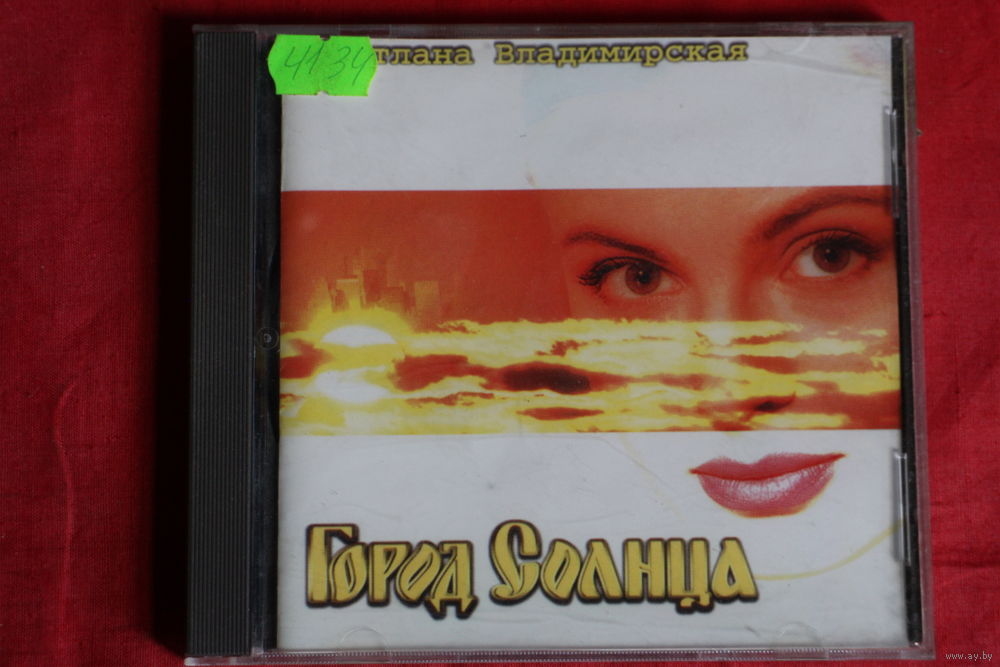 4134
тлана Владимирская
Город Солнца
www.ay.by